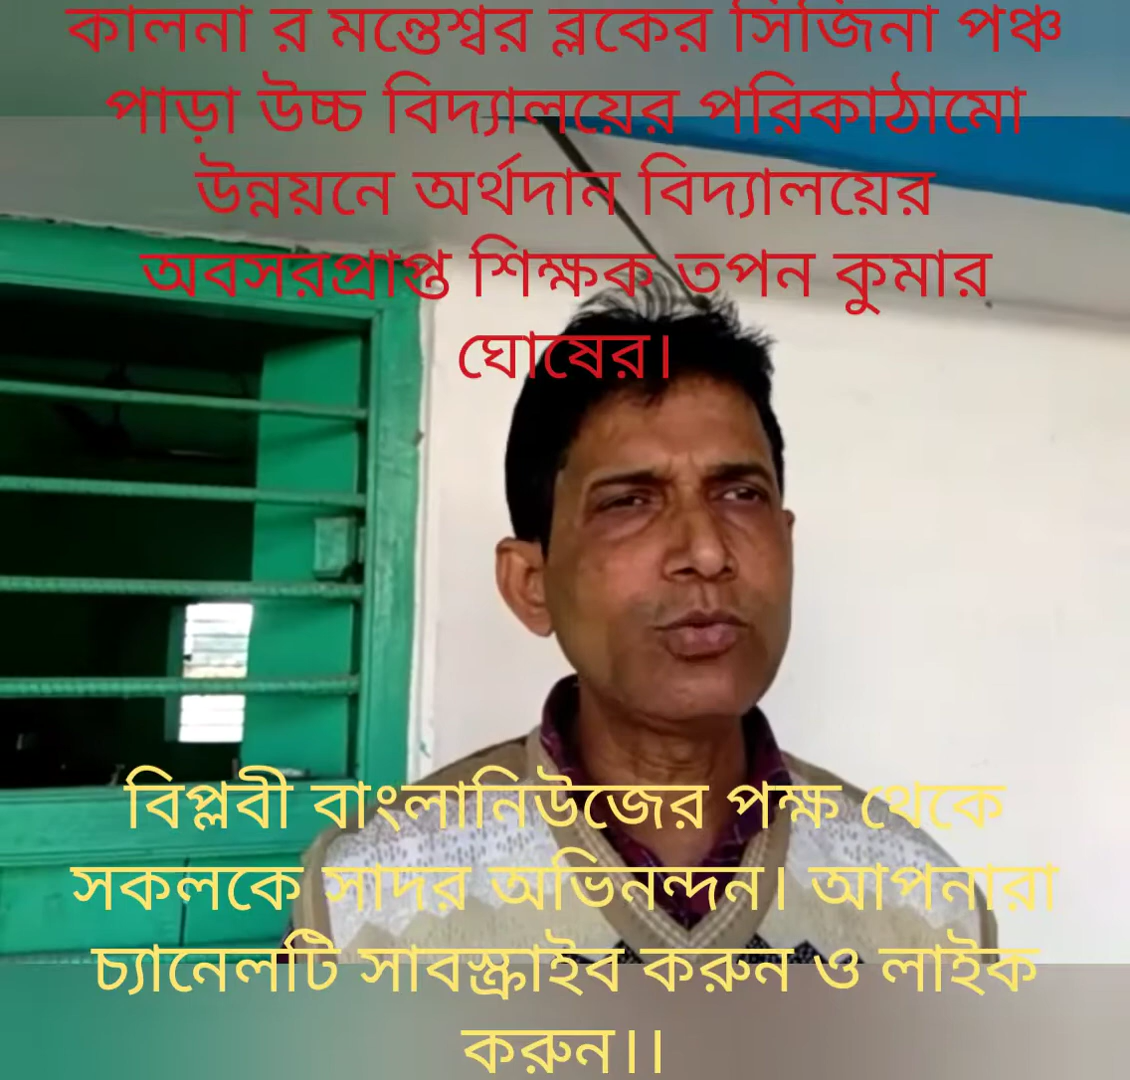 কালনা র মন্তেশ্বর ব্লকের সিজিনা পঞ্চ
পাড়া উচ্চ বিদ্যালয়ের পরিকাঠামো
উন্নয়নে অর্থদান বিদ্যালয়ের
অবসরপ্রাপ্ত শিক্ষক তপন কুমার
ঘোষের।
বিপ্লবী বাংলানিউজের পক্ষ থেকে
সকলকে সাদর অভিনন্দন। আপনারা
চ্যানেলটি সাবস্ক্রাইব করুন ও লাইক
করুন।।